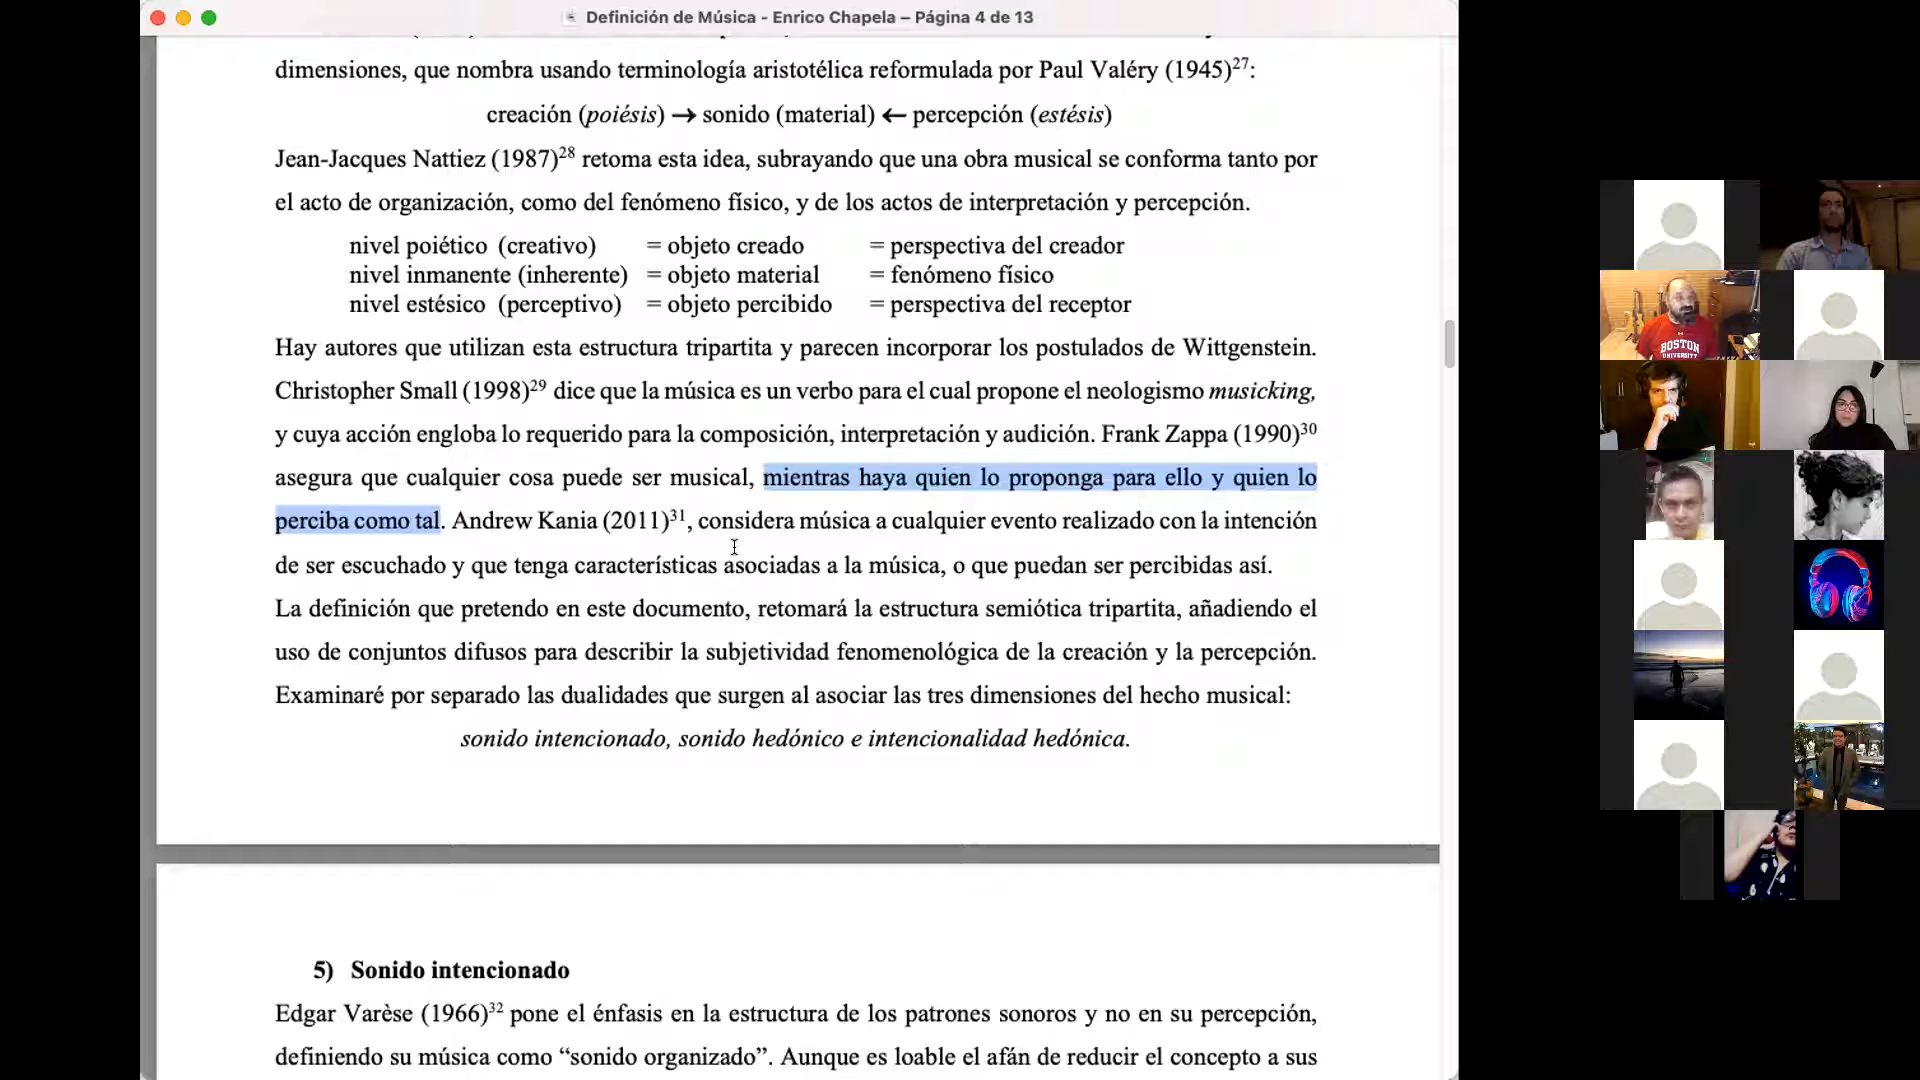 Definición de Música - Enrico Chapela – Página 4 de 13
dimensiones, que nombra usando terminología aristotélica reformulada por Paul Valéry (1945)27:
creación (poiésis) → sonido (material) ← percepción (estésis)
Jean-Jacques Nattiez (1987)28 retoma esta idea, subrayando que una obra musical se conforma tanto por
el acto de organización, como del fenómeno físico, y de los actos de interpretación y percepción.
nivel poiético (creativo) = objeto creado = perspectiva del creador
nivel inmanente (inherente) = objeto material = fenómeno físico
nivel estésico (perceptivo) = objeto percibido = perspectiva del receptor
Hay autores que utilizan esta estructura tripartita y parecen incorporar los postulados de Wittgenstein.
Christopher Small (1998)29 dice que la música es un verbo para el cual propone el neologismo musicking,
y cuya acción engloba lo requerido para la composición, interpretación y audición. Frank Zappa (1990)30
asegura que cualquier cosa puede ser musical, mientras haya quien lo proponga para ello y quien lo
perciba como tal. Andrew Kania (2011)31, considera música a cualquier evento realizado con la intención
de ser escuchado y que tenga características asociadas a la música, o que puedan ser percibidas así.
La definición que pretendo en este documento, retomará la estructura semiótica tripartita, añadiendo el
uso de conjuntos difusos para describir la subjetividad fenomenológica de la creación y la percepción.
Examinaré por separado las dualidades que surgen al asociar las tres dimensiones del hecho musical:
sonido intencionado, sonido hedónico e intencionalidad hedónica.
5) Sonido intencionado
Edgar Varèse (1966)32 pone el énfasis en la estructura de los patrones sonoros y no en su percepción,
definiendo su música como “sonido organizado”. Aunque es loable el afán de reducir el concepto a sus
BOSTON
UNIVERSITY